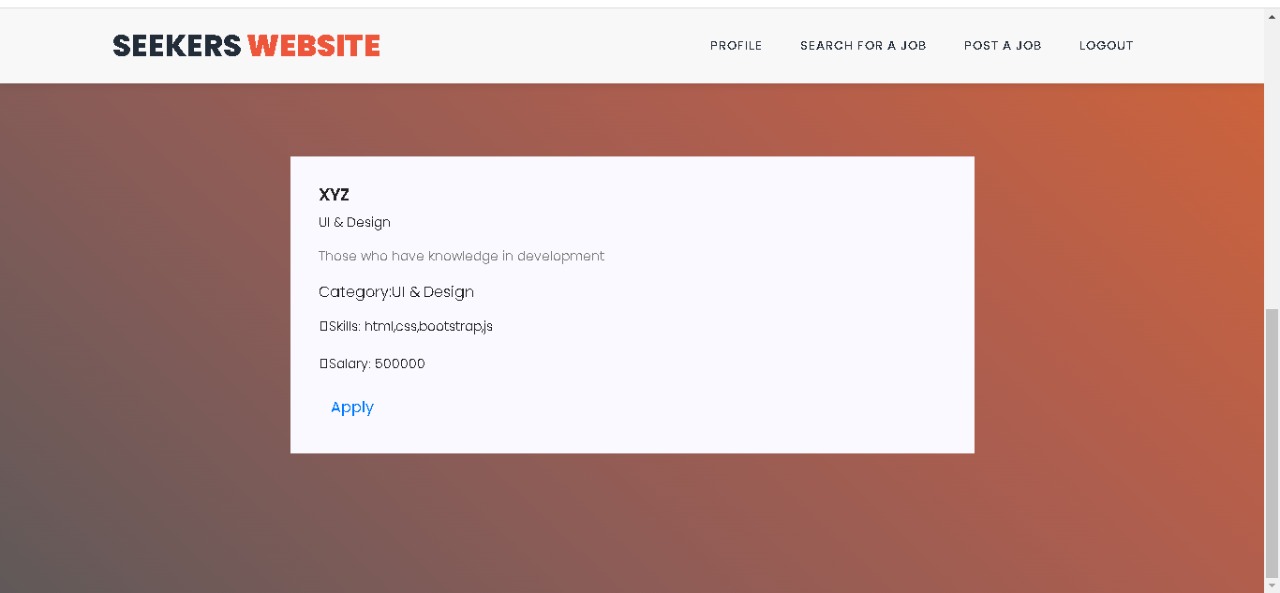 SEEKERS WEBSITE
PROFILE SEARCH FOR A JOB POST A JOB LOGOUT
XYZ
UI & Design
Those who have knowledge in development
Category:UI & Design
Skills: html,css,bootstrap,js
Salary: 500000
Apply